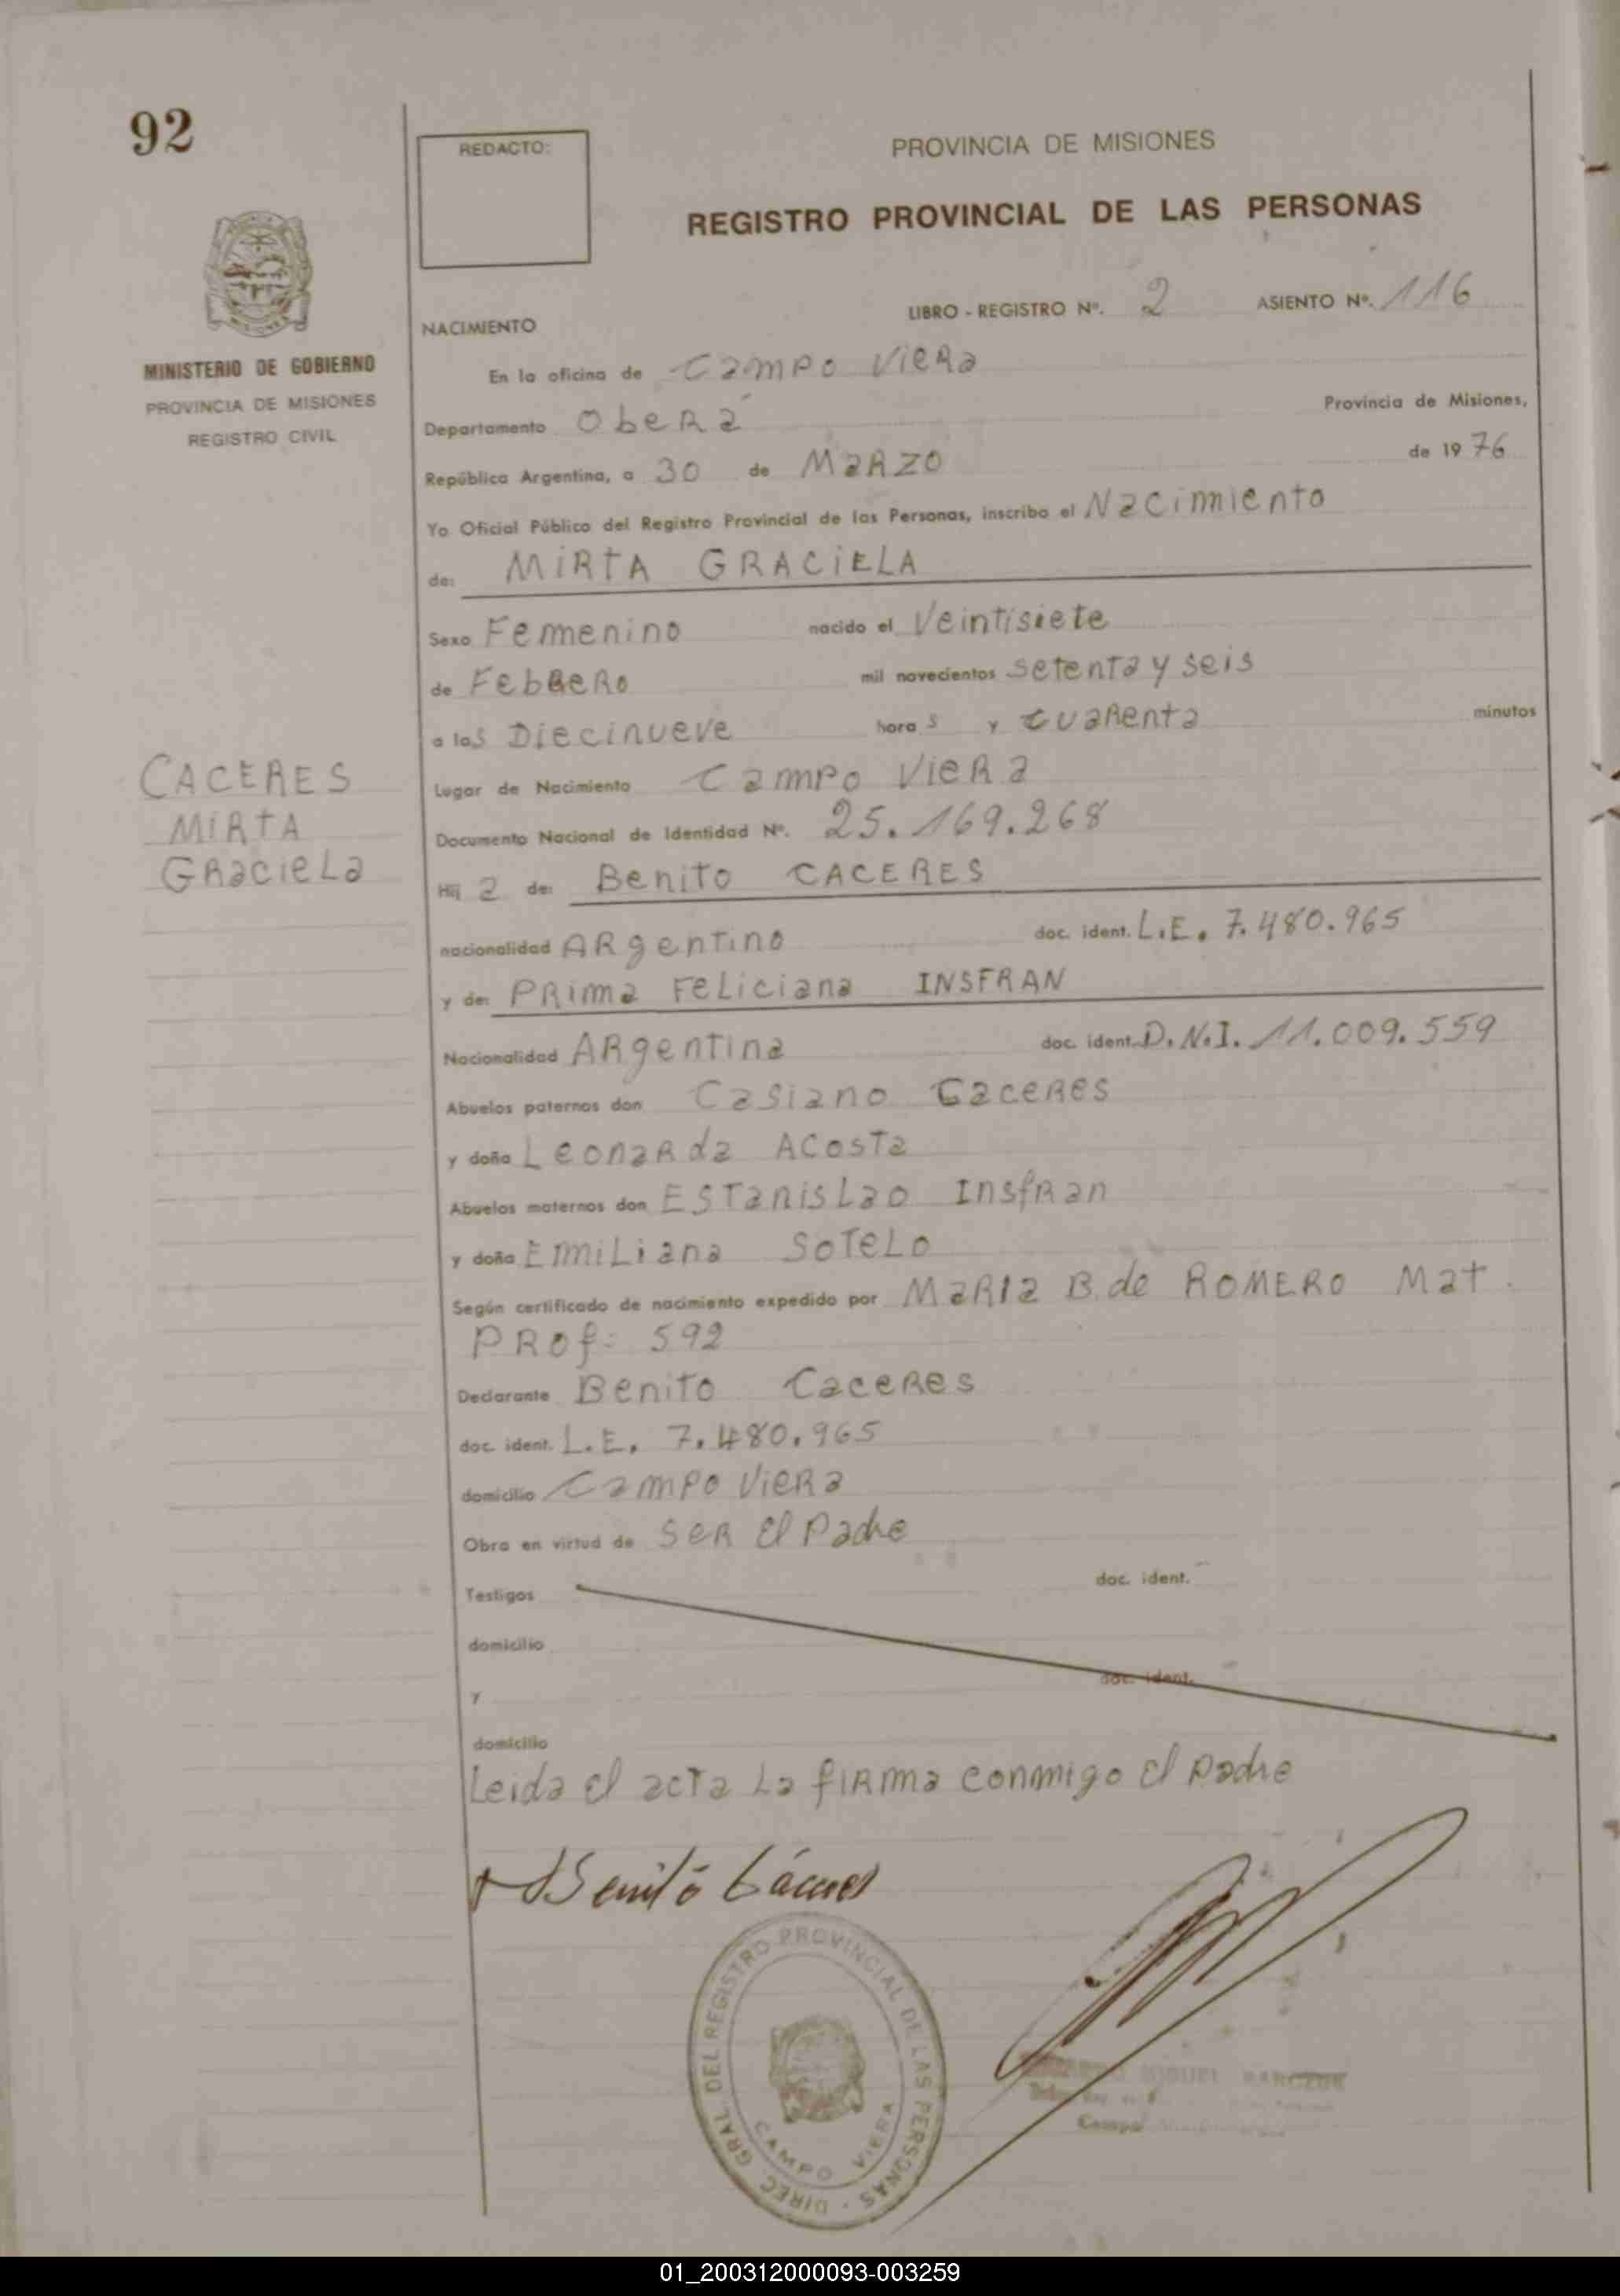 92
REDACTO:
PROVINCIA DE MISIONES
REGISTRO PROVINCIAL DE LAS PERSONAS
LIBRO - REGISTRO Nº. 2 ASIENTO Nº. 116
NACIMIENTO
MINISTERIO DE GOBIERNO
PROVINCIA DE MISIONES
REGISTRO CIVIL
En la oficina de Campo Viera
Departamento Oberá Provincia de Misiones,
República Argentina, a 30 de Marzo de 1976
Yo Oficial Público del Registro Provincial de las Personas, inscribo el Nacimiento
de: MIRTA GRACIELA
Sexo Femenino nacido el Veintisiete
de Febrero mil novecientos setenta y seis
a las Diecinueve horas y cuarenta minutos
CACERES
MIRTA
Graciela
Lugar de Nacimiento Campo Viera
Documento Nacional de Identidad Nº. 25.169.268
Hij a de: Benito CACERES
nacionalidad Argentino doc. ident. L.E. 7.480.965
y de: Prima Feliciana INSFRAN
Nacionalidad Argentina doc. ident. D.N.I. 11.009.559
Abuelos paternos don Casiano Caceres
y doña Leonarda Acosta
Abuelos maternos don Estanislao Insfran
y doña Emiliana Sotelo
Según certificado de nacimiento expedido por Maria B. de ROMERO Mat.
Prof: 592
Declarante Benito Caceres
doc. ident. L.E. 7.480.965
domicilio Campo Viera
Obra en virtud de Ser El Padre
Testigos doc. ident.
domicilio
y doc. ident.
domicilio
Leida el acta La firma conmigo el padre
Benito Cáceres
DIREC. GRAL. DEL REGISTRO PROVINCIAL DE LAS PERSONAS
CAMPO VIERA
MIGUEL
Campo
01_200312000093-003259